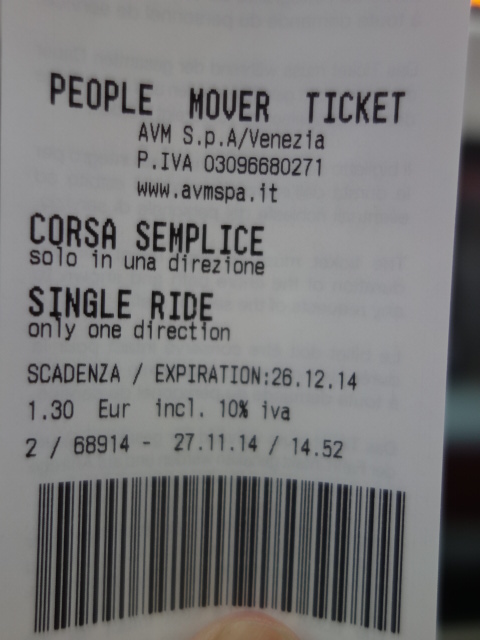 PEOPLE MOVER TICKET
AVM S.p.A/Venezia
P.IVA 03096680271
www.avmspa.it
CORSA SEMPLICE
solo in una direzione
SINGLE RIDE
only one direction
SCADENZA / EXPIRATION:26.12.14
1.30 Eur incl. 10% iva
2 / 68914 - 27.11.14 / 14.52